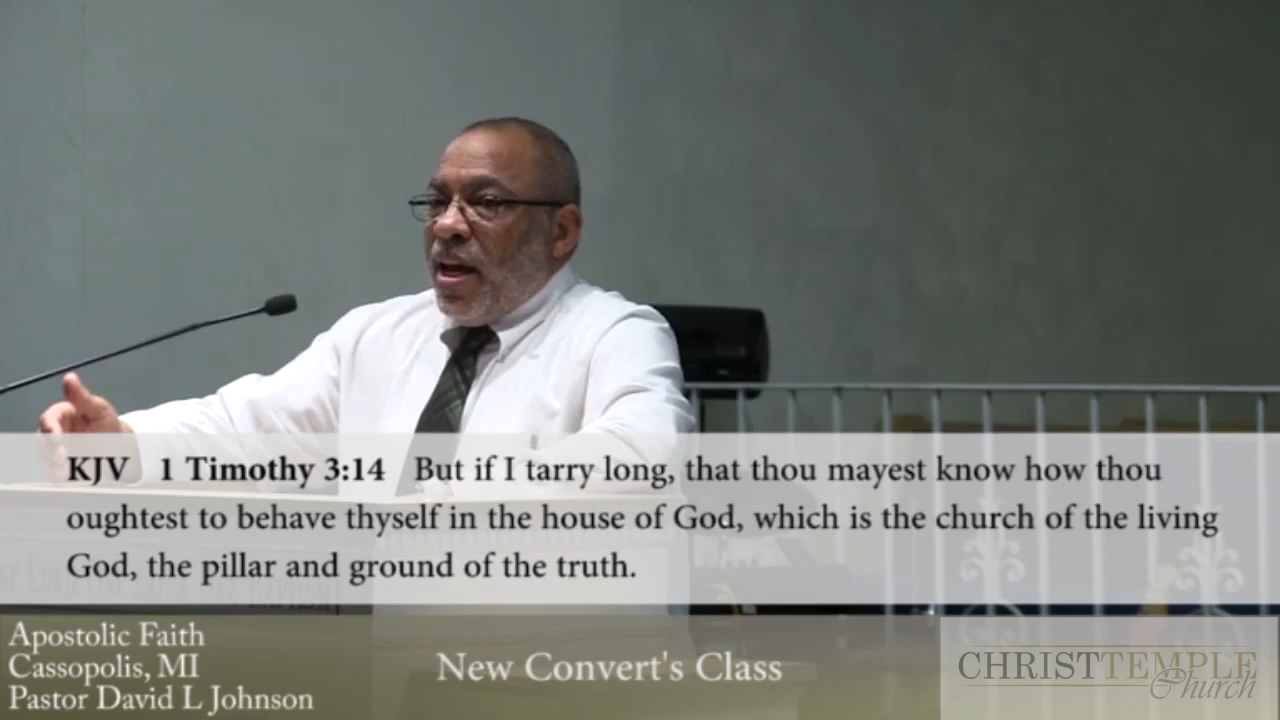 KJV 1 Timothy 3:14 But if I tarry long, that thou mayest know how thou
oughtest to behave thyself in the house of God, which is the church of the living
God, the pillar and ground of the truth.
Apostolic Faith
Cassopolis, MI
Pastor David L Johnson
New Convert's Class
CHRISTTEMPLE
Church